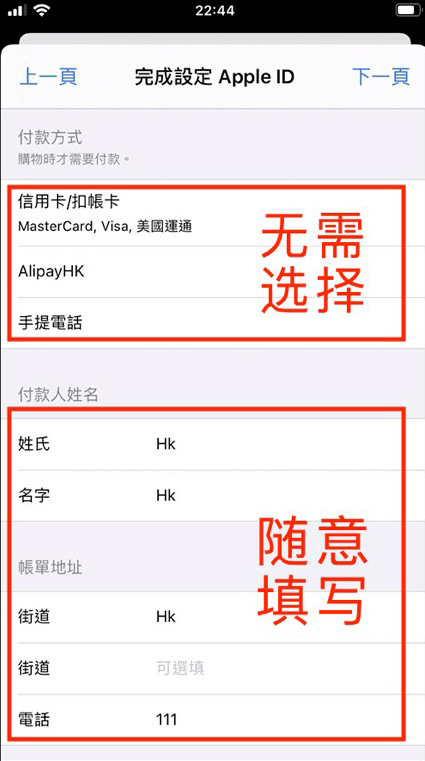 22:44
上一頁 完成設定 Apple ID 下一頁
付款方式
購物時才需要付款。
信用卡/扣帳卡
MasterCard, Visa, 美國運通
AlipayHK
手提電話
无需
选择
付款人姓名
姓氏 Hk
名字 Hk
帳單地址
街道 Hk
街道 可選填
電話 111
随意
填写